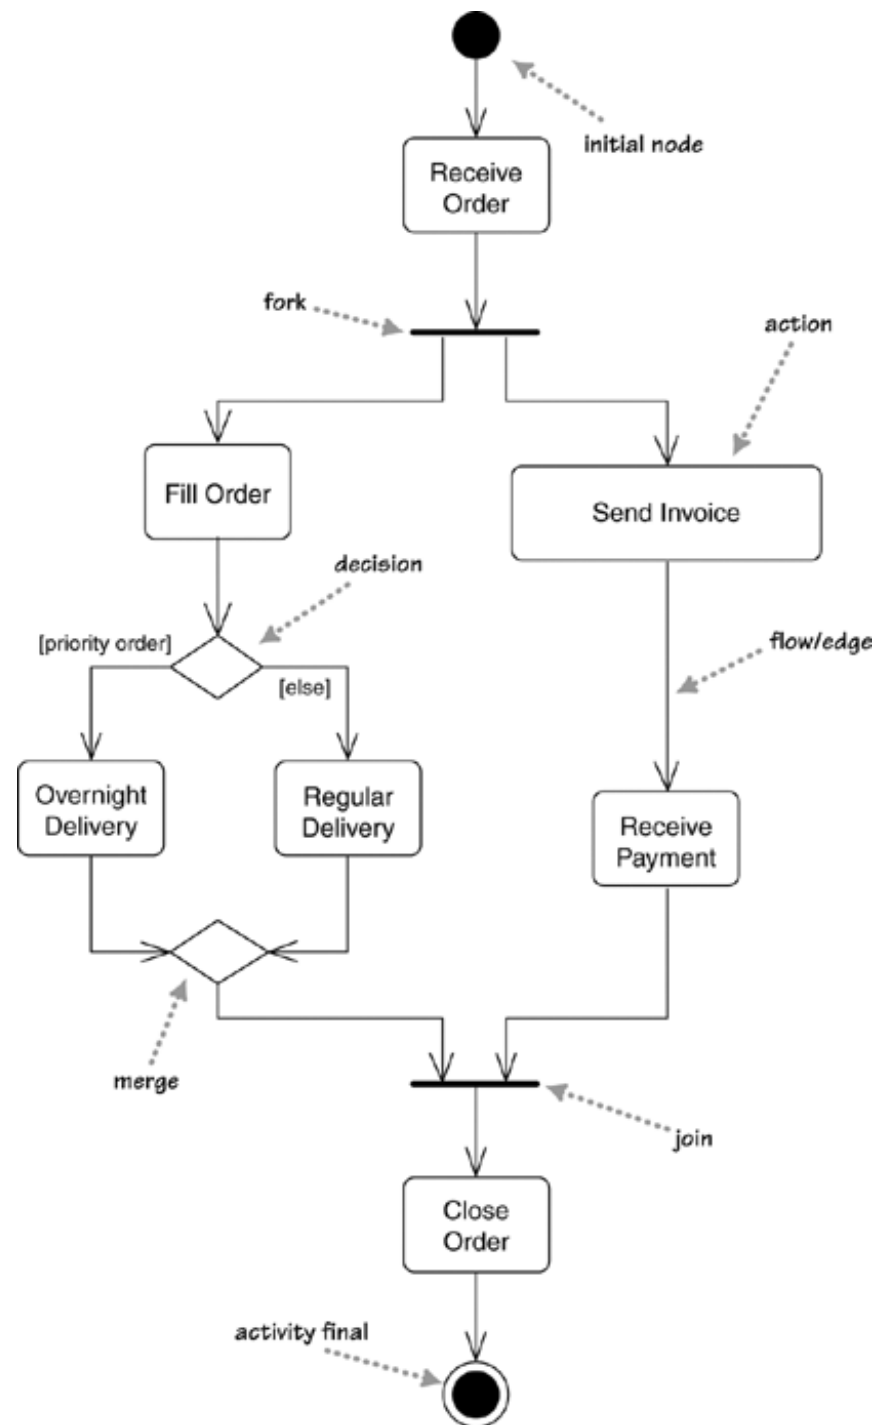 initial node
Receive
Order
fork
action
Fill Order
Send Invoice
decision
[priority order]
flow/edge
[else]
Overnight
Delivery
Regular
Delivery
Receive
Payment
merge
join
Close
Order
activity final